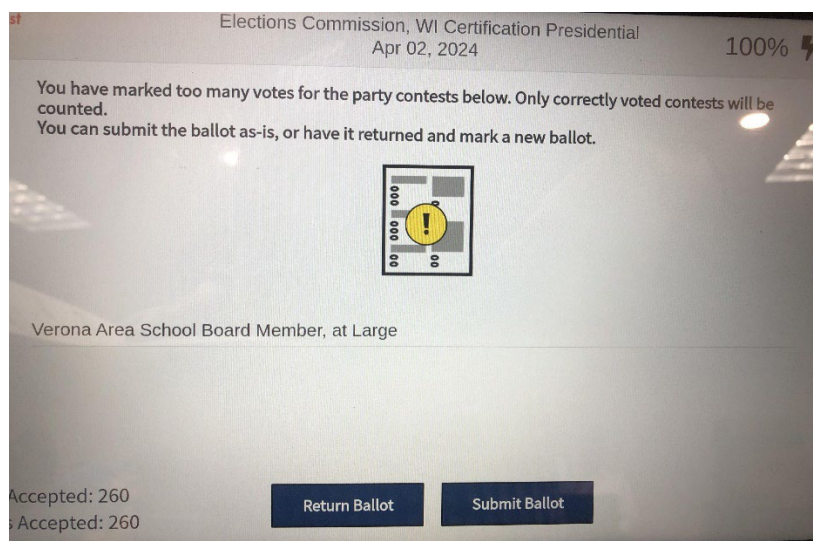 st
Elections Commission, WI Certification Presidential
Apr 02, 2024
100%
You have marked too many votes for the party contests below. Only correctly voted contests will be
counted.
You can submit the ballot as-is, or have it returned and mark a new ballot.
!
Verona Area School Board Member, at Large
Accepted: 260
s Accepted: 260
Return Ballot
Submit Ballot